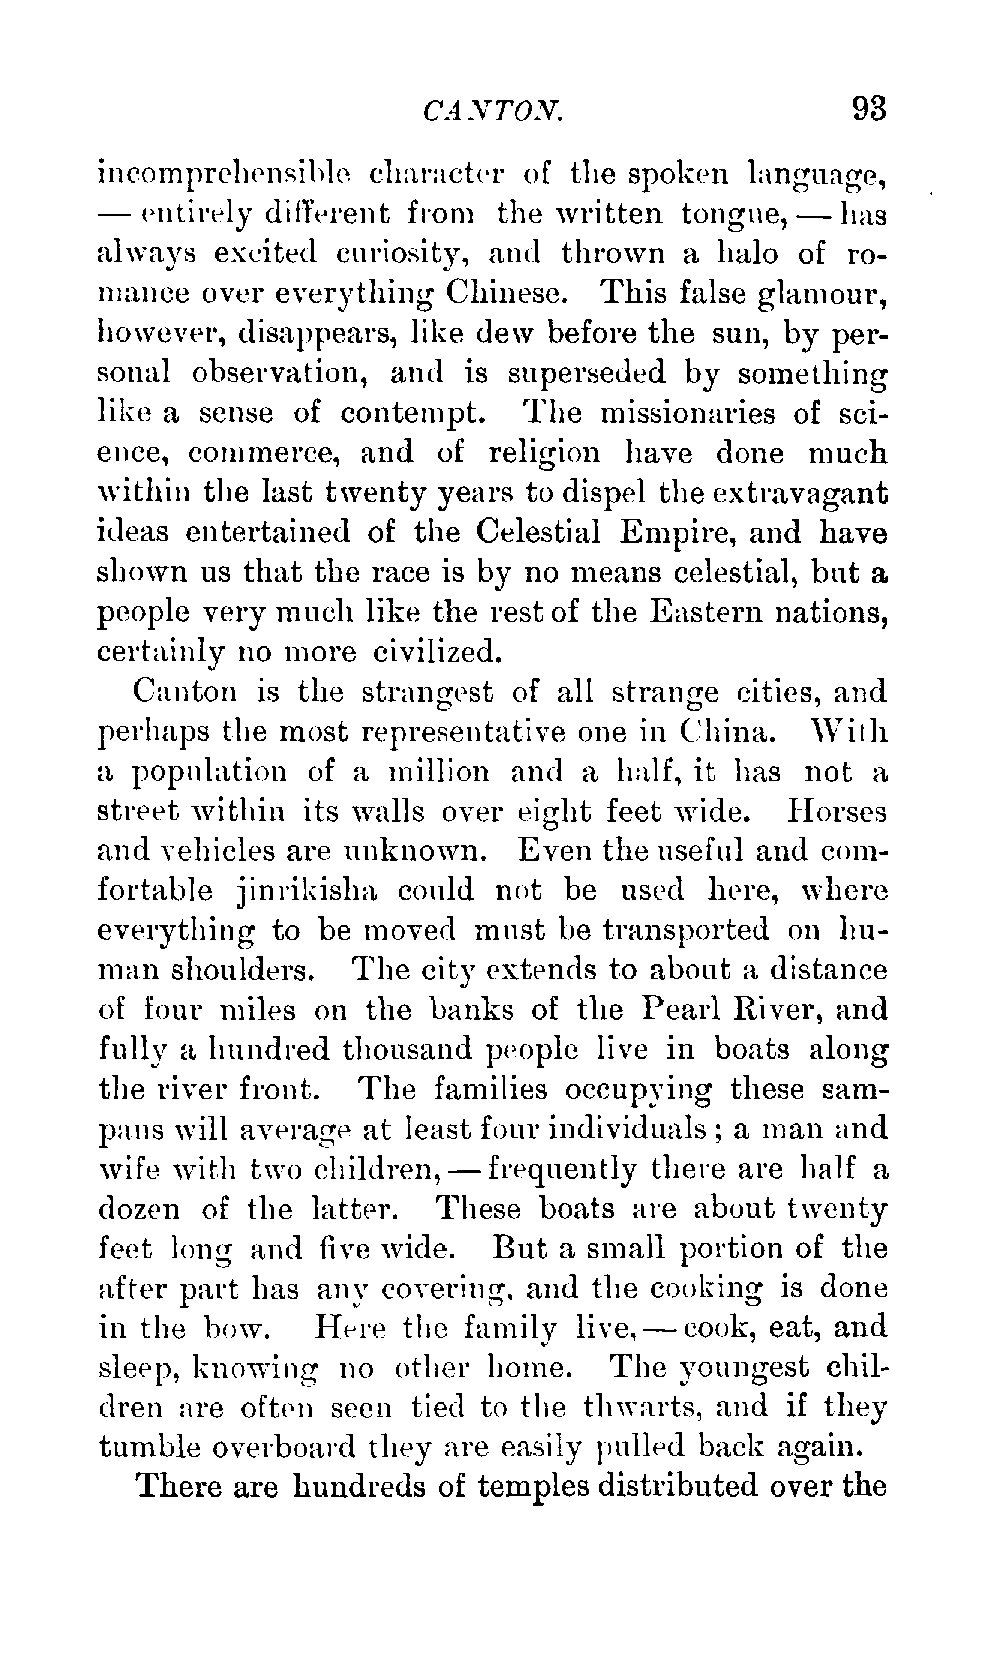 CANTON. 93
incomprehensible character of the spoken language,
— entirely different from the written tongue, — has
always excited curiosity, and thrown a halo of ro-
mance over everything Chinese. This false glamour,
however, disappears, like dew before the sun, by per-
sonal observation, and is superseded by something
like a sense of contempt. The missionaries of sci-
ence, commerce, and of religion have done much
within the last twenty years to dispel the extravagant
ideas entertained of the Celestial Empire, and have
shown us that the race is by no means celestial, but a
people very much like the rest of the Eastern nations,
certainly no more civilized.
Canton is the strangest of all strange cities, and
perhaps the most representative one in China. With
a population of a million and a half, it has not a
street within its walls over eight feet wide. Horses
and vehicles are unknown. Even the useful and com-
fortable jinrikisha could not be used here, where
everything to be moved must be transported on hu-
man shoulders. The city extends to about a distance
of four miles on the banks of the Pearl River, and
fully a hundred thousand people live in boats along
the river front. The families occupying these sam-
pans will average at least four individuals; a man and
wife with two children, — frequently there are half a
dozen of the latter. These boats are about twenty
feet long and five wide. But a small portion of the
after part has any covering, and the cooking is done
in the bow. Here the family live, — cook, eat, and
sleep, knowing no other home. The youngest chil-
dren are often seen tied to the thwarts, and if they
tumble overboard they are easily pulled back again.
There are hundreds of temples distributed over the